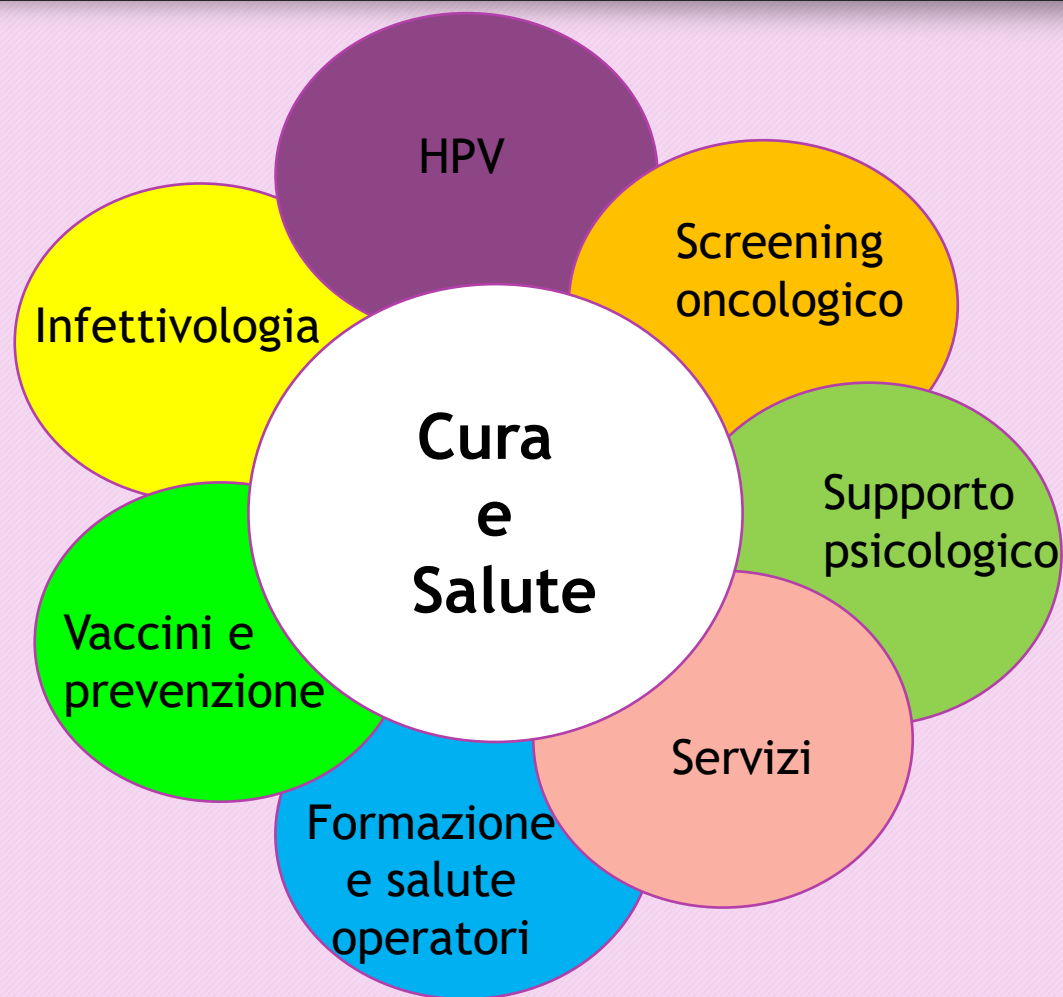 HPV
Screening
oncologico
Infettivologia
Cura
e
Salute
Supporto
psicologico
Vaccini e
prevenzione
Servizi
Formazione
e salute
operatori